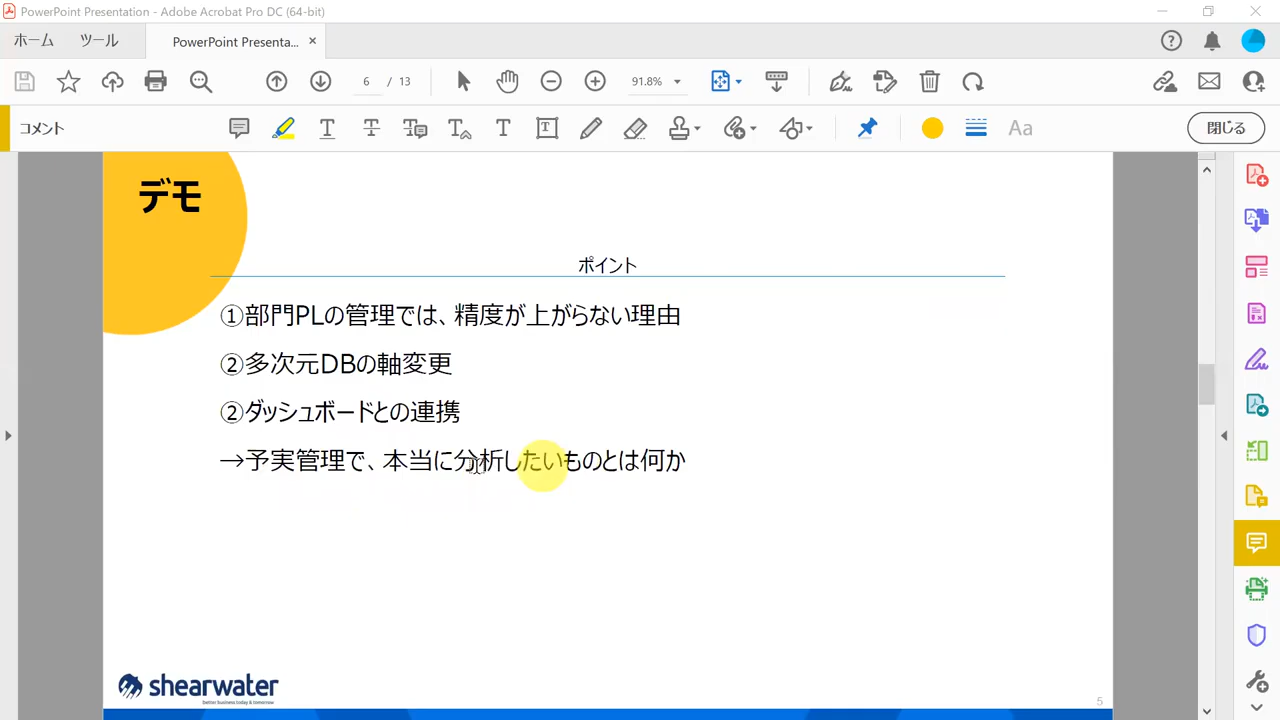 PowerPoint Presentation - Adobe Acrobat Pro DC (64-bit)
ホーム ツール PowerPoint Presenta... ×
6 / 13 91.8%
コメント Aa 閉じる
デモ
ポイント
①部門PLの管理では、精度が上がらない理由
②多次元DBの軸変更
②ダッシュボードとの連携
→予実管理で、本当に分析したいものとは何か
shearwater
better business today & tomorrow
5